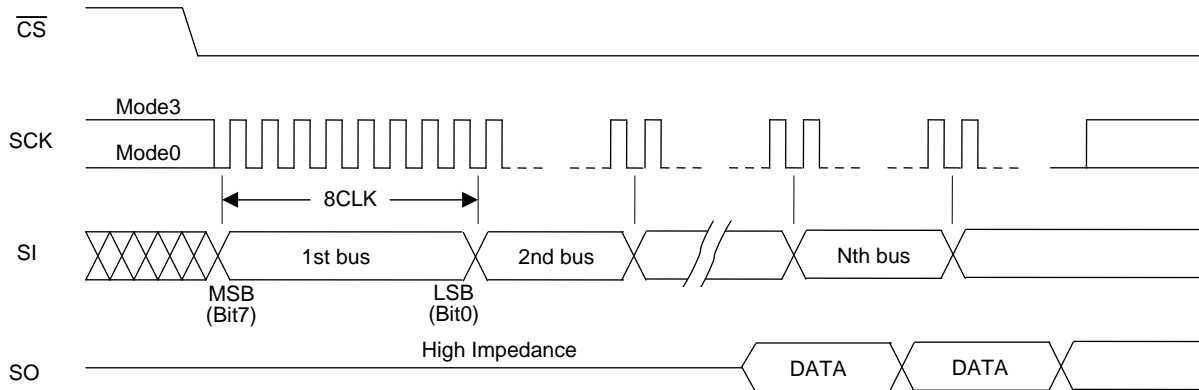 CS
Mode3
SCK
Mode0
8CLK
SI
1st bus
2nd bus
Nth bus
MSB
(Bit7)
LSB
(Bit0)
High Impedance
SO
DATA
DATA